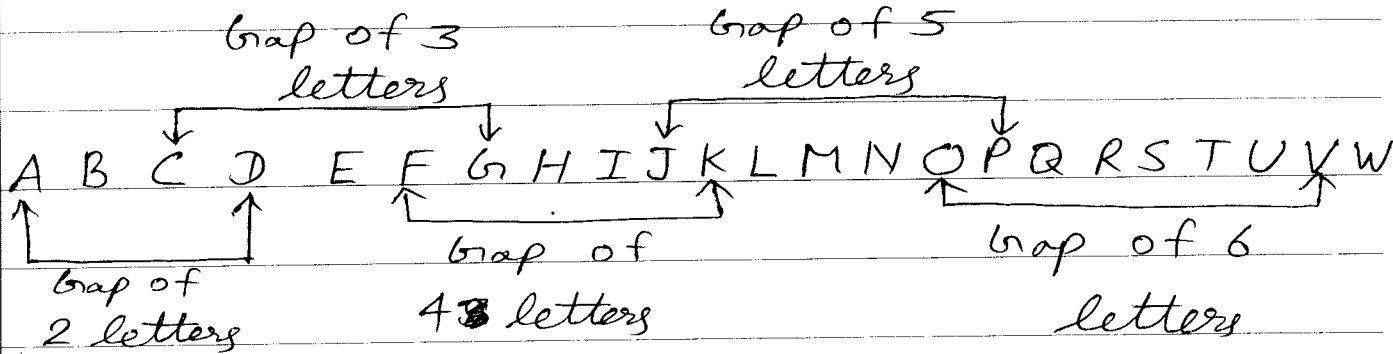 Gap of 3 letters
Gap of 5 letters
A B C D E F G H I J K L M N O P Q R S T U V W
Gap of 2 letters
Gap of 4 letters
Gap of 6 letters